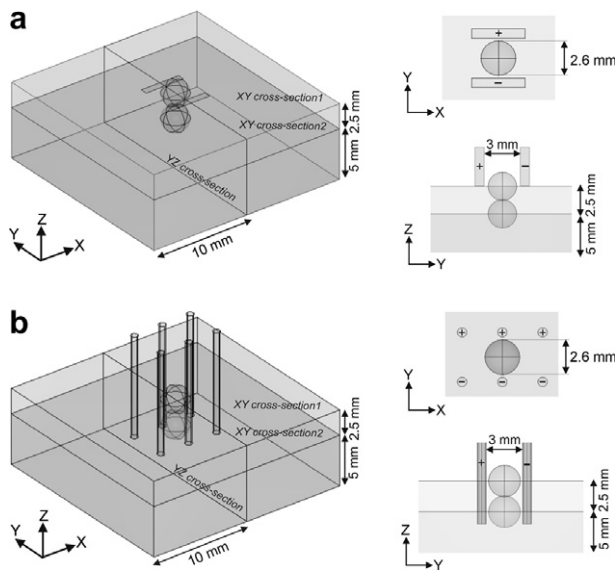 a
XY cross-section1
XY cross-section2
YZ cross-section
2.5 mm
5 mm
10 mm
Z
Y
X
+
−
2.6 mm
Y
X
3 mm
+
−
2.5 mm
5 mm
Z
Y
b
XY cross-section1
XY cross-section2
YZ cross-section
2.5 mm
5 mm
10 mm
Z
Y
X
+ + +
− − −
2.6 mm
Y
X
3 mm
+
−
2.5 mm
5 mm
Z
Y